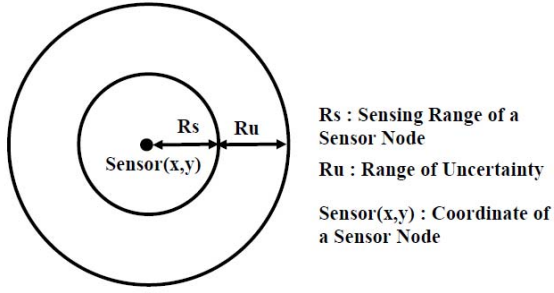 Rs Ru
Sensor(x,y)
Rs : Sensing Range of a
Sensor Node
Ru : Range of Uncertainty
Sensor(x,y) : Coordinate of
a Sensor Node